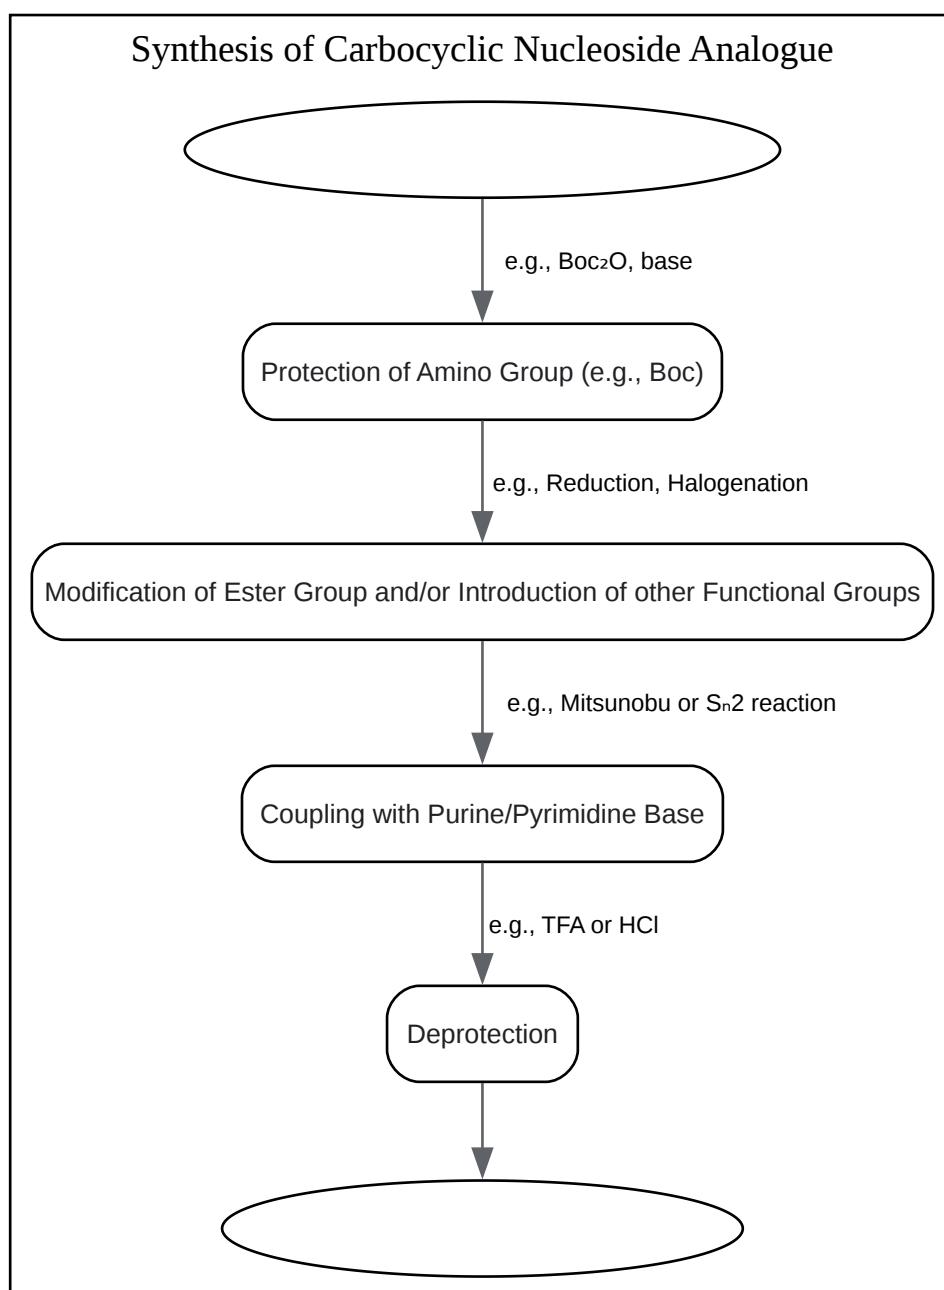 Synthesis of Carbocyclic Nucleoside Analogue
e.g., Boc₂O, base
Protection of Amino Group (e.g., Boc)
e.g., Reduction, Halogenation
Modification of Ester Group and/or Introduction of other Functional Groups
e.g., Mitsunobu or Sₙ2 reaction
Coupling with Purine/Pyrimidine Base
e.g., TFA or HCl
Deprotection